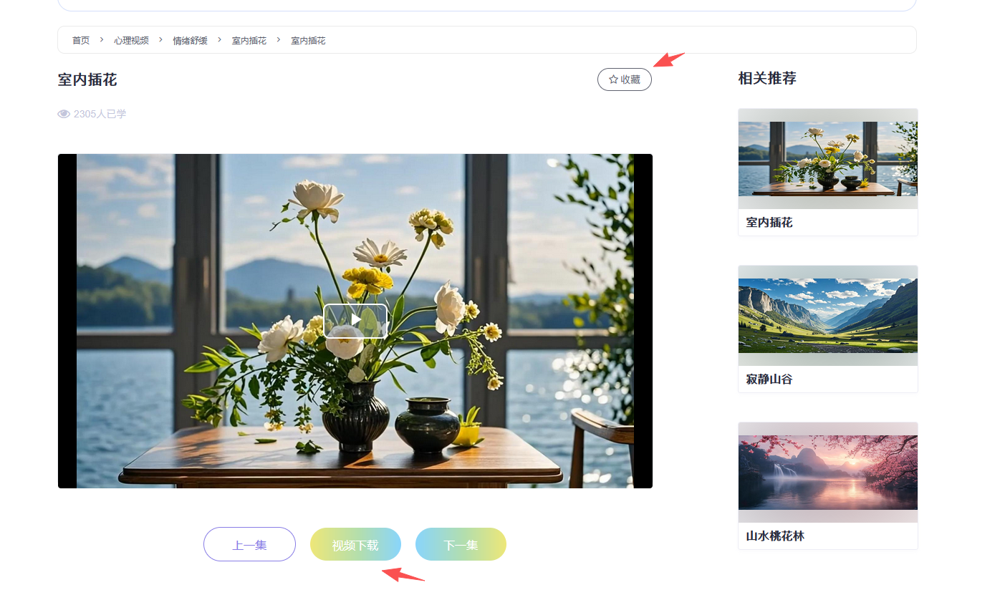 首页 > 心理视频 > 情绪舒缓 > 室内插花 > 室内插花
室内插花
收藏
2305人已学
上一集
视频下载
下一集
相关推荐
室内插花
寂静山谷
山水桃花林